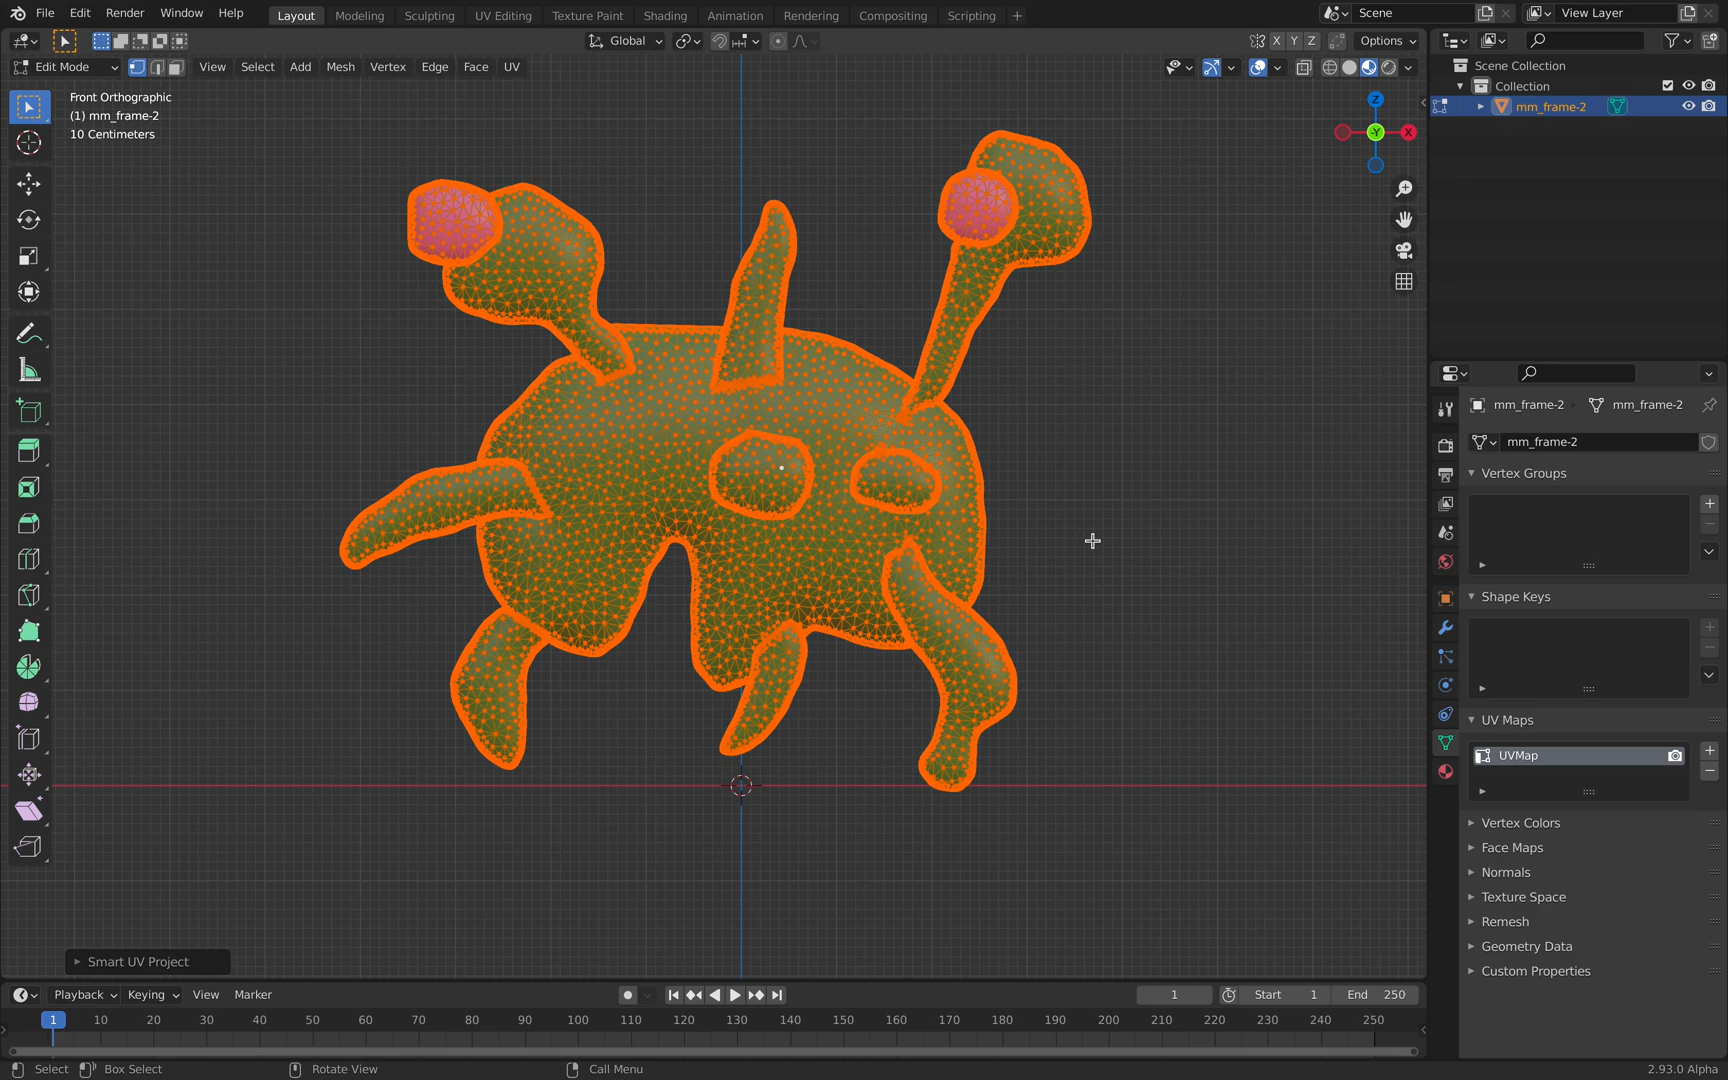 File Edit Render Window Help Layout Modeling Sculpting UV Editing Texture Paint Shading Animation Rendering Compositing Scripting + Scene View Layer
Global X Y Z Options
Edit Mode View Select Add Mesh Vertex Edge Face UV
Front Orthographic
(1) mm_frame-2
10 Centimeters
Z
-Y X
Scene Collection
Collection
mm_frame-2
mm_frame-2 mm_frame-2
mm_frame-2
Vertex Groups
Shape Keys
UV Maps
UVMap
Vertex Colors
Face Maps
Normals
Texture Space
Remesh
Geometry Data
Custom Properties
Smart UV Project
Playback Keying View Marker 1 Start 1 End 250
1 10 20 30 40 50 60 70 80 90 100 110 120 130 140 150 160 170 180 190 200 210 220 230 240 250
Select Box Select Rotate View Call Menu 2.93.0 Alpha